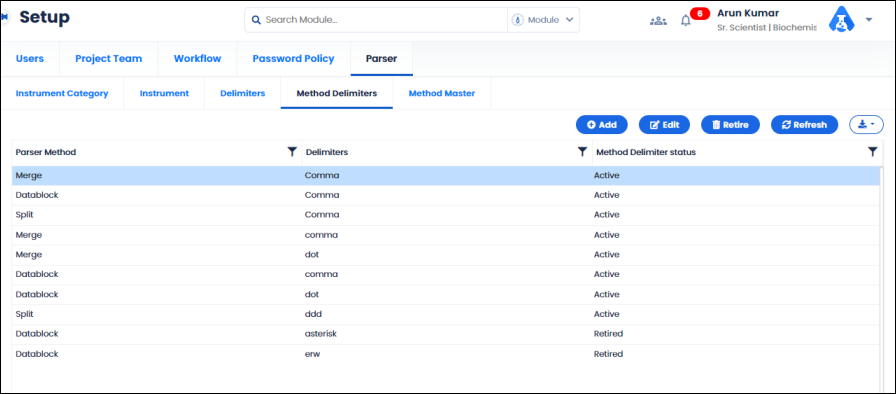 Setup
Search Module...
Module
6
Arun Kumar
Sr. Scientist | Biochemis
Users Project Team Workflow Password Policy Parser
Instrument Category Instrument Delimiters Method Delimiters Method Master
Add Edit Retire Refresh
Parser Method Delimiters Method Delimiter status
Merge Comma Active
Datablock Comma Active
Split Comma Active
Merge comma Active
Merge dot Active
Datablock comma Active
Datablock dot Active
Split ddd Active
Datablock asterisk Retired
Datablock erw Retired